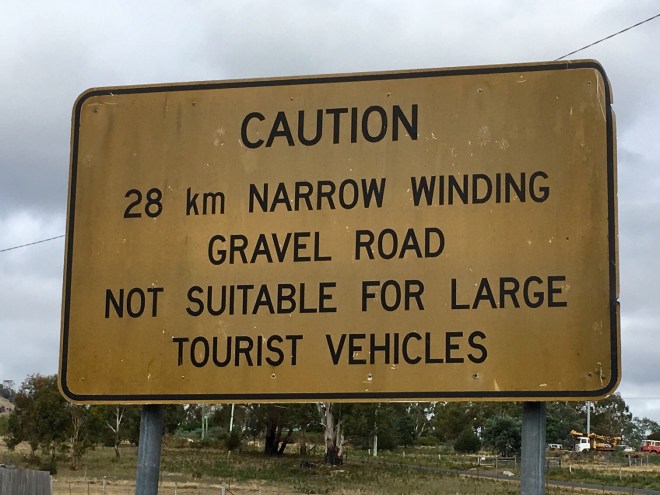 CAUTION
28 km NARROW WINDING
GRAVEL ROAD
NOT SUITABLE FOR LARGE
TOURIST VEHICLES